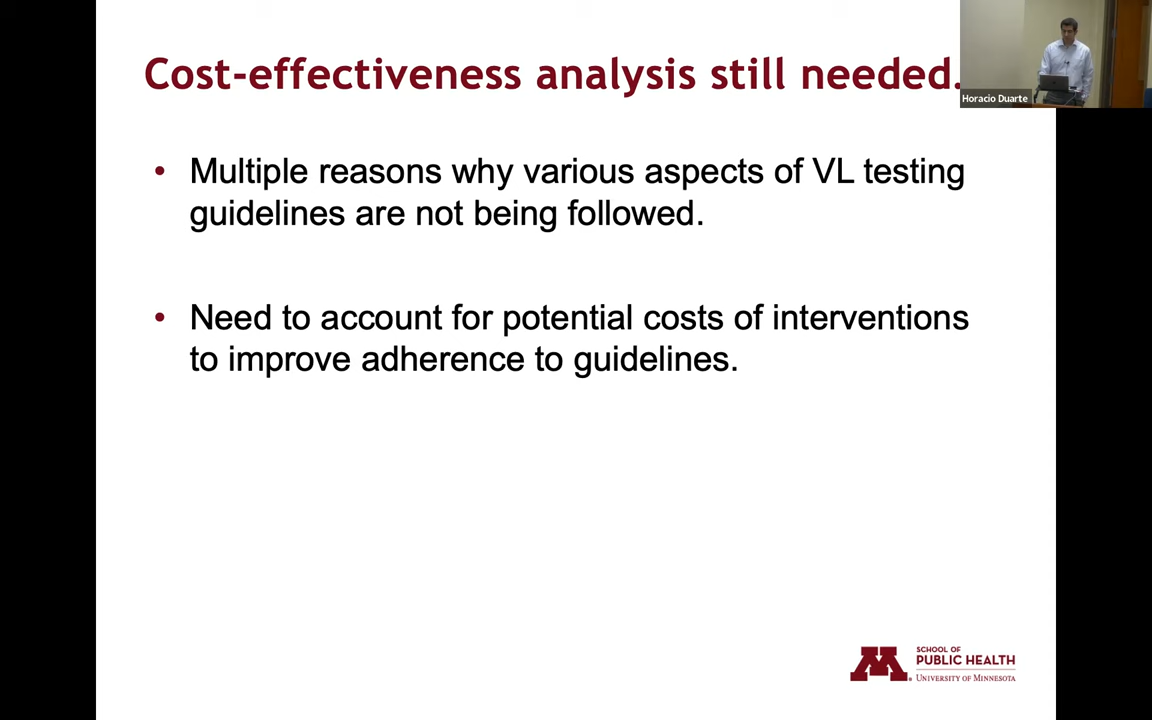 Cost-effectiveness analysis still needed.
Horacio Duarte
• Multiple reasons why various aspects of VL testing
guidelines are not being followed.
• Need to account for potential costs of interventions
to improve adherence to guidelines.
M
SCHOOL OF
PUBLIC HEALTH
UNIVERSITY OF MINNESOTA